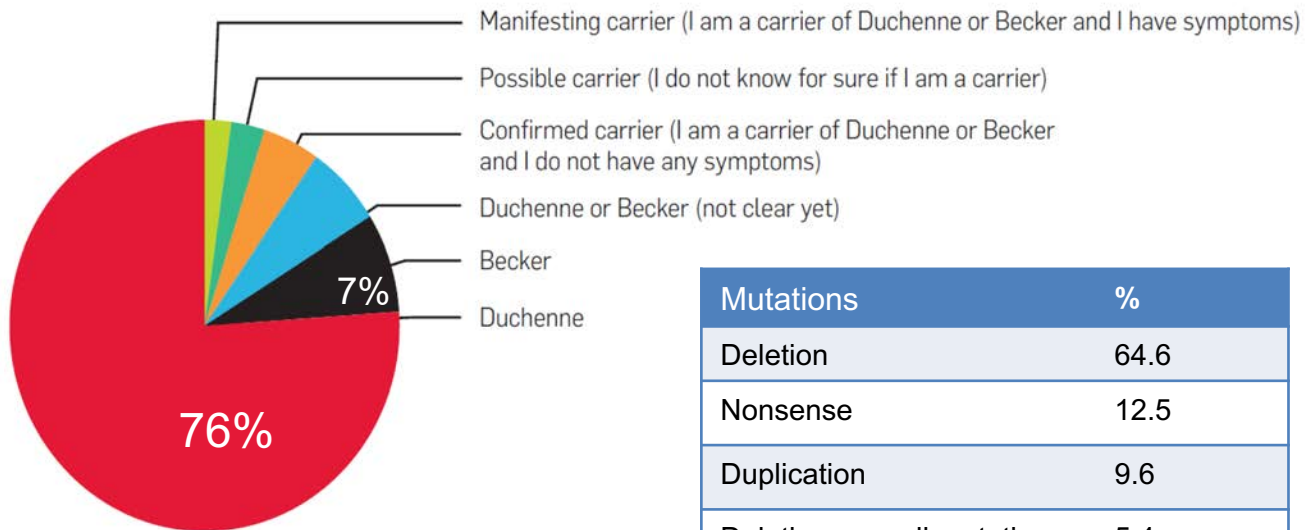 Manifesting carrier (I am a carrier of Duchenne or Becker and I have symptoms)
Possible carrier (I do not know for sure if I am a carrier)
Confirmed carrier (I am a carrier of Duchenne or Becker
and I do not have any symptoms)
Duchenne or Becker (not clear yet)
Becker
7%
Duchenne
76%
Mutations %
Deletion 64.6
Nonsense 12.5
Duplication 9.6